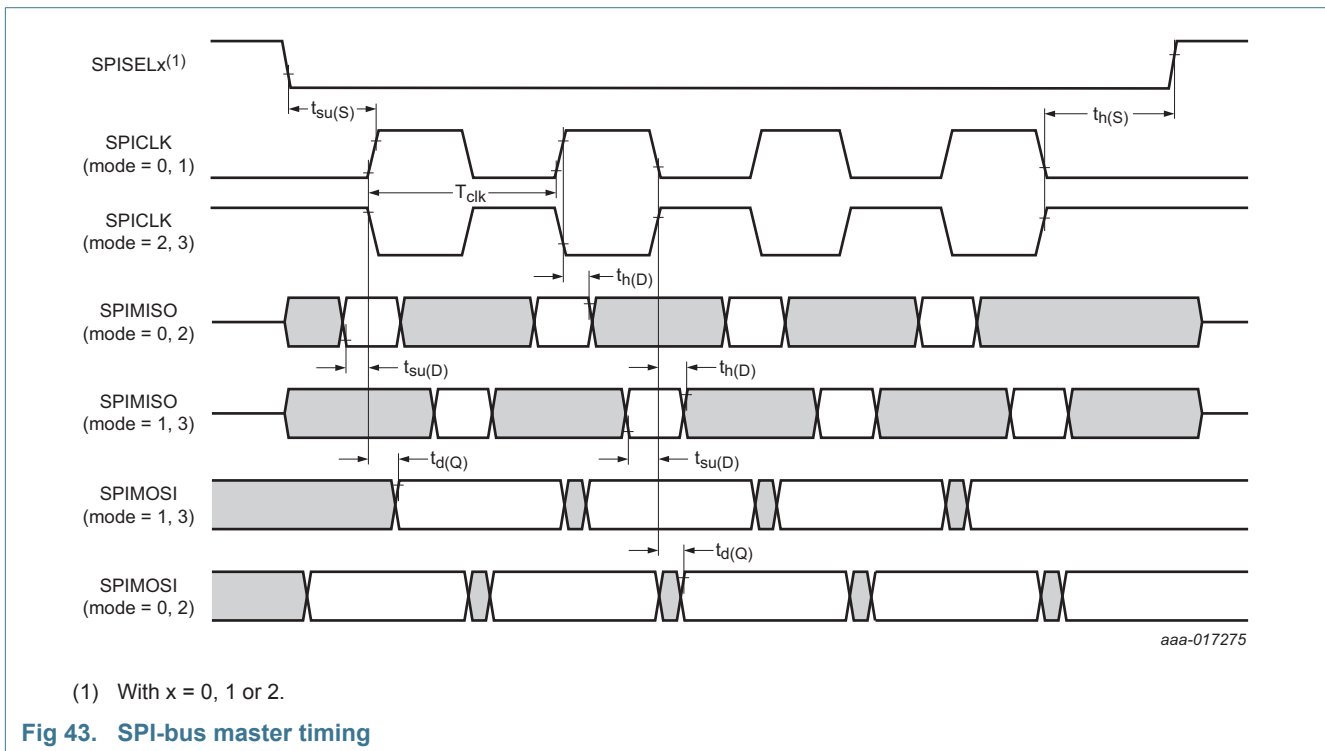 SPISELx(1)
tsu(S)
th(S)
SPICLK
(mode = 0, 1)
Tclk
SPICLK
(mode = 2, 3)
th(D)
SPIMISO
(mode = 0, 2)
tsu(D)
th(D)
SPIMISO
(mode = 1, 3)
td(Q)
tsu(D)
SPIMOSI
(mode = 1, 3)
td(Q)
SPIMOSI
(mode = 0, 2)
aaa-017275
(1) With x = 0, 1 or 2.
Fig 43. SPI-bus master timing